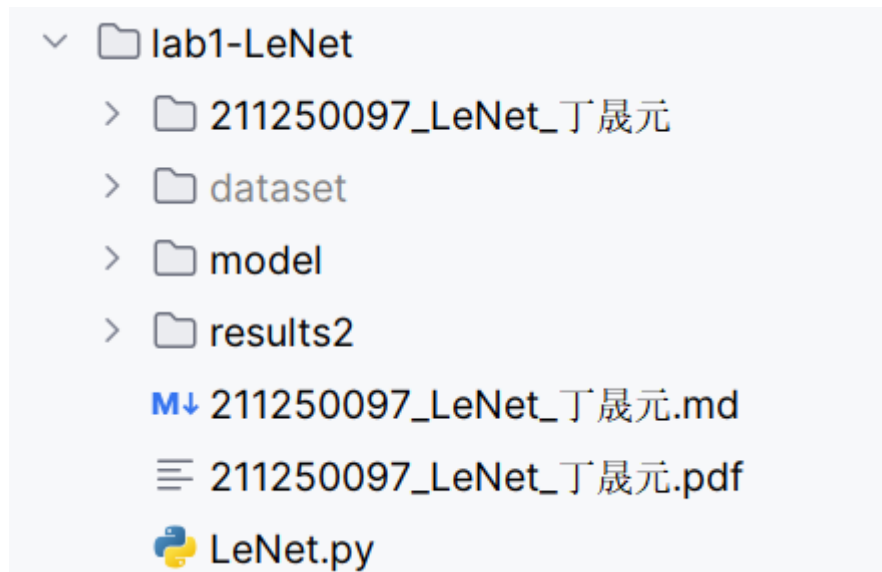 lab1-LeNet
211250097_LeNet_丁晟元
dataset
model
results2
M↓ 211250097_LeNet_丁晟元.md
211250097_LeNet_丁晟元.pdf
LeNet.py